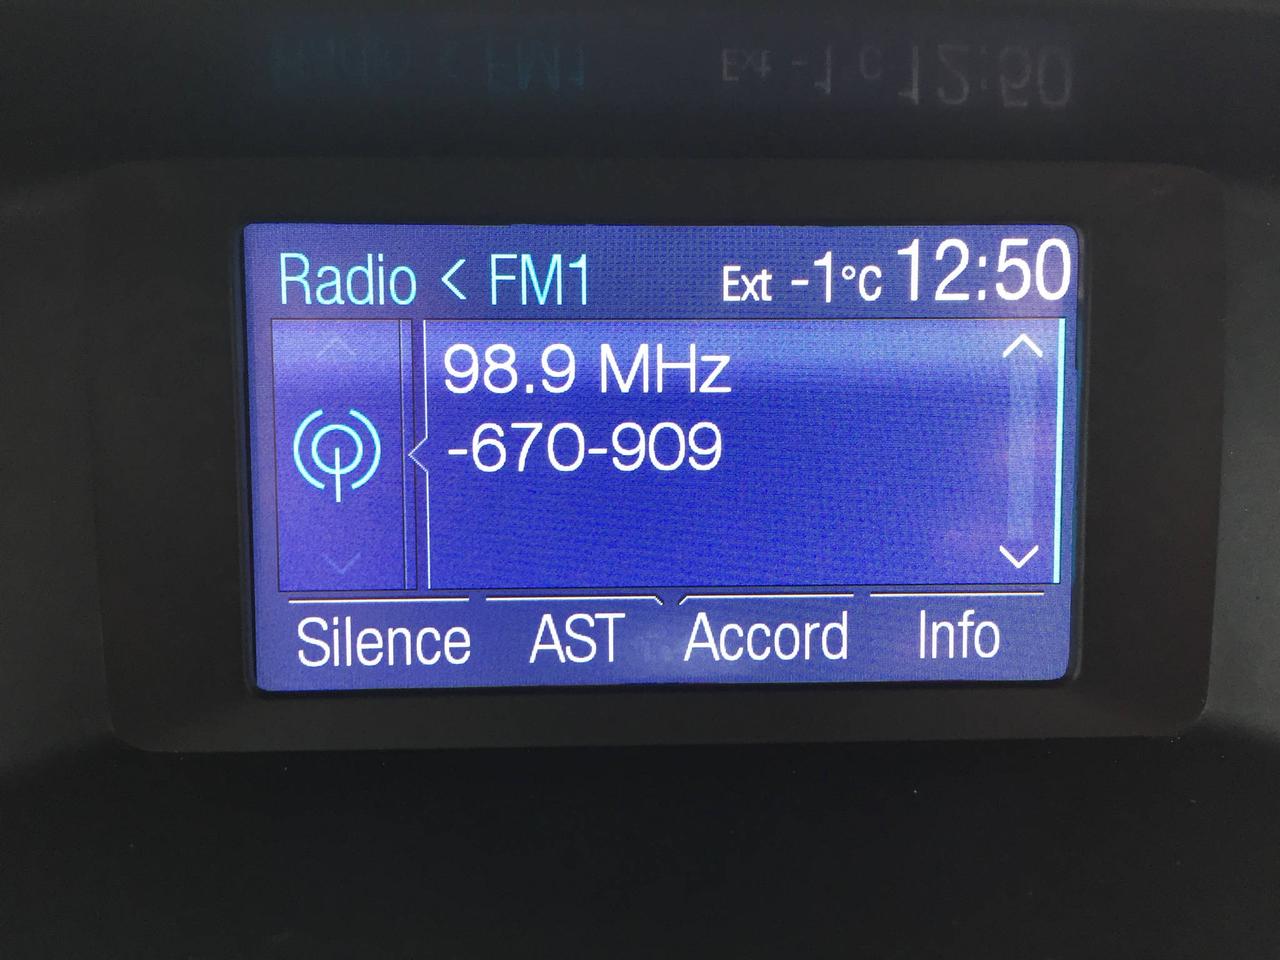 Radio < FM1 Ext -1°C 12:50
98.9 MHz
-670-909
Silence AST Accord Info